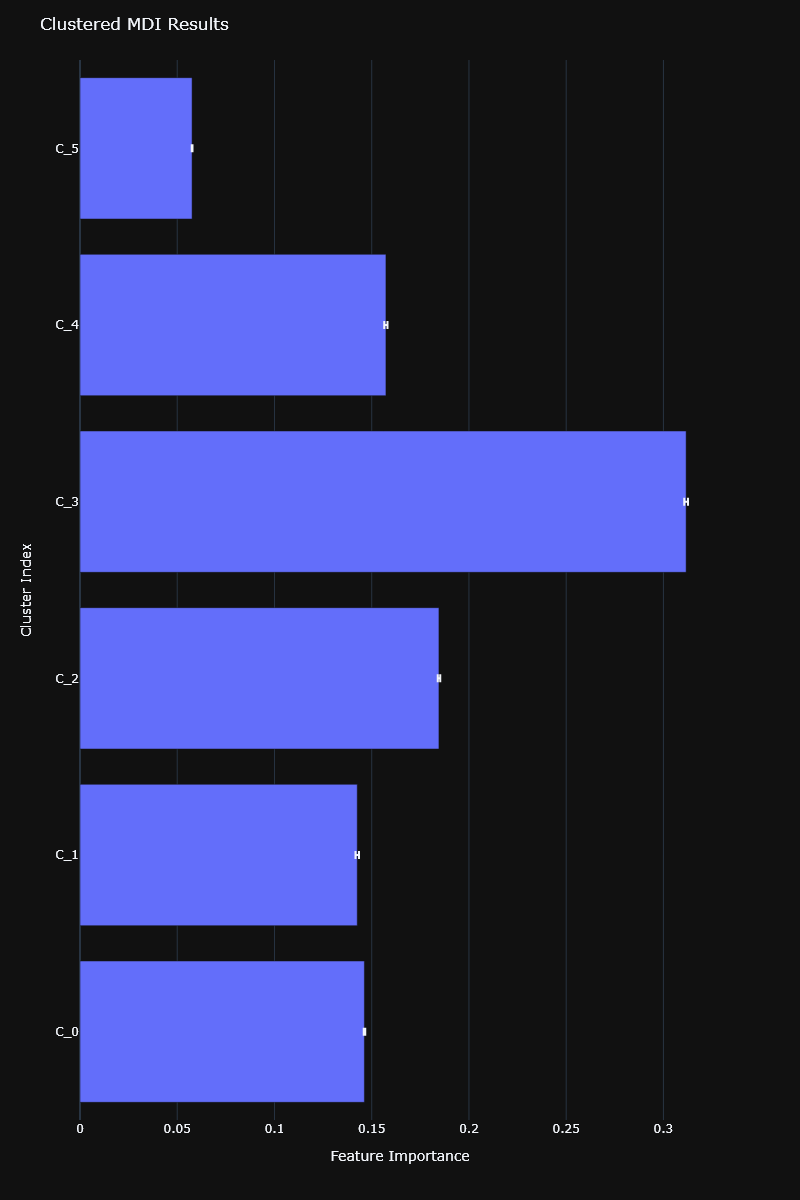 Clustered MDI Results
C_5
C_4
C_3
C_2
C_1
C_0
Cluster Index
0 0.05 0.1 0.15 0.2 0.25 0.3
Feature Importance